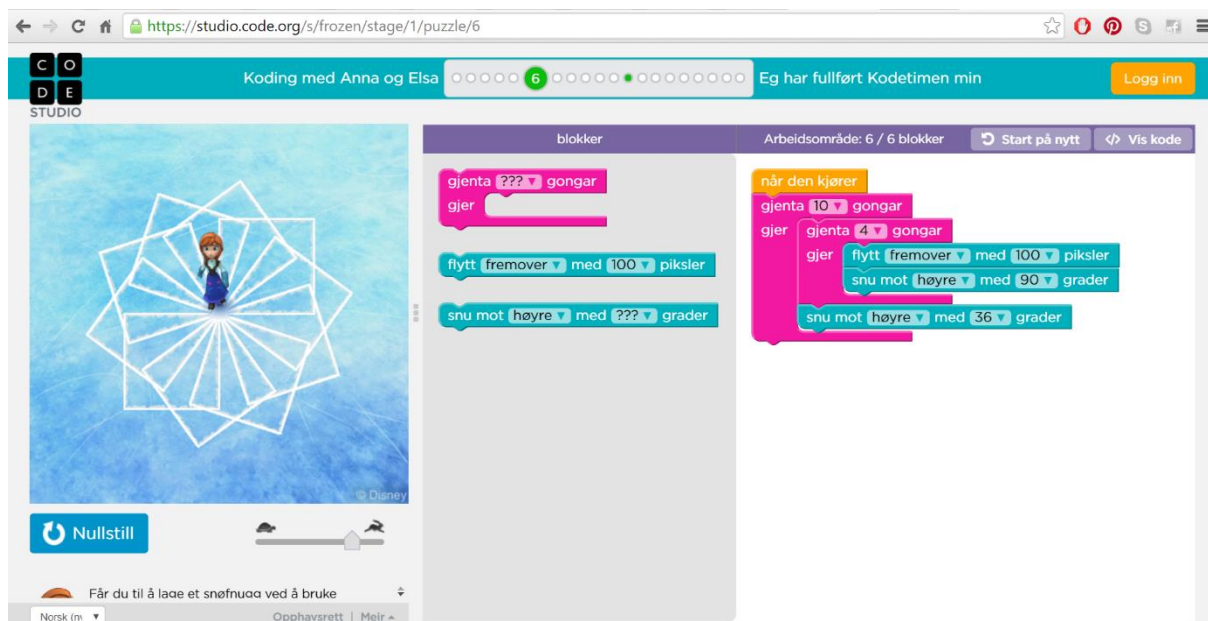 https://studio.code.org/s/frozen/stage/1/puzzle/6
C O
D E
STUDIO
Koding med Anna og Elsa
6
Eg har fullført Kodetimen min
Logg inn
blokker
Arbeidsområde: 6 / 6 blokker
Start på nytt
</> Vis kode
gjenta ??? gongar
gjer
flytt fremover med 100 piksler
snu mot høyre med ??? grader
når den kjører
gjenta 10 gongar
gjer gjenta 4 gongar
gjer flytt fremover med 100 piksler
snu mot høyre med 90 grader
snu mot høyre med 36 grader
© Disney
Nullstill
Får du til å lage et snøfnugg ved å bruke
Norsk (ny
Opphavsrett | Meir